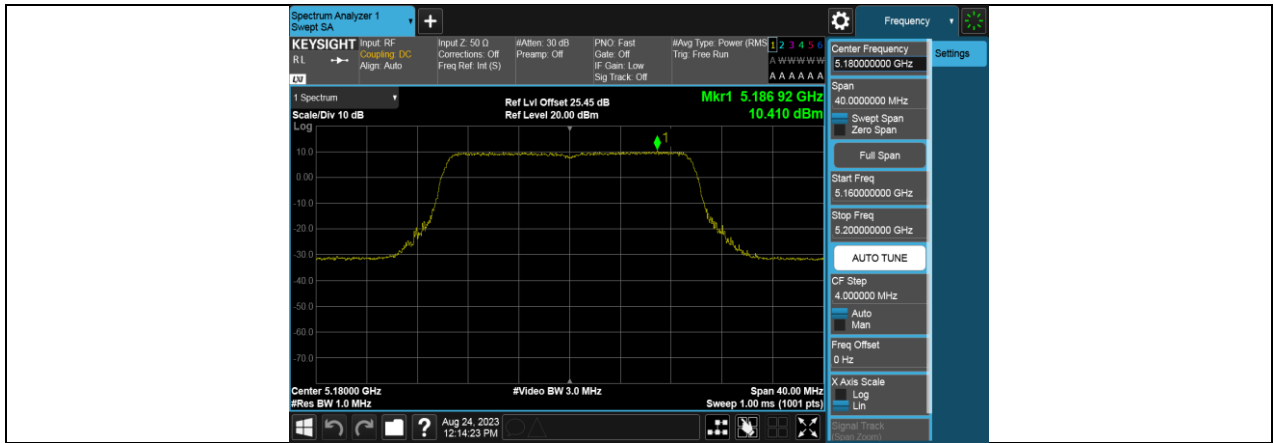 Spectrum Analyzer 1
Swept SA
+
Frequency
KEYSIGHT
RL
LXI
Input: RF
Coupling: DC
Align: Auto
Input Z: 50 Ω
Corrections: Off
Freq Ref: Int (S)
#Atten: 30 dB
Preamp: Off
PNO: Fast
Gate: Off
IF Gain: Low
Sig Track: Off
#Avg Type: Power (RMS
Trig: Free Run
1 2 3 4 5 6
A W W W W W
A A A A A A
1 Spectrum
Scale/Div 10 dB
Log
Ref Lvl Offset 25.45 dB
Ref Level 20.00 dBm
Mkr1 5.186 92 GHz
10.410 dBm
1
10.0
0.00
-10.0
-20.0
-30.0
-40.0
-50.0
-60.0
-70.0
Center 5.18000 GHz
#Res BW 1.0 MHz
#Video BW 3.0 MHz
Span 40.00 MHz
Sweep 1.00 ms (1001 pts)
Center Frequency
5.180000000 GHz
Span
40.0000000 MHz
Swept Span
Zero Span
Full Span
Start Freq
5.160000000 GHz
Stop Freq
5.200000000 GHz
AUTO TUNE
CF Step
4.000000 MHz
Auto
Man
Freq Offset
0 Hz
X Axis Scale
Log
Lin
Signal Track
(Span Zoom)
Settings
?
Aug 24, 2023
12:14:23 PM